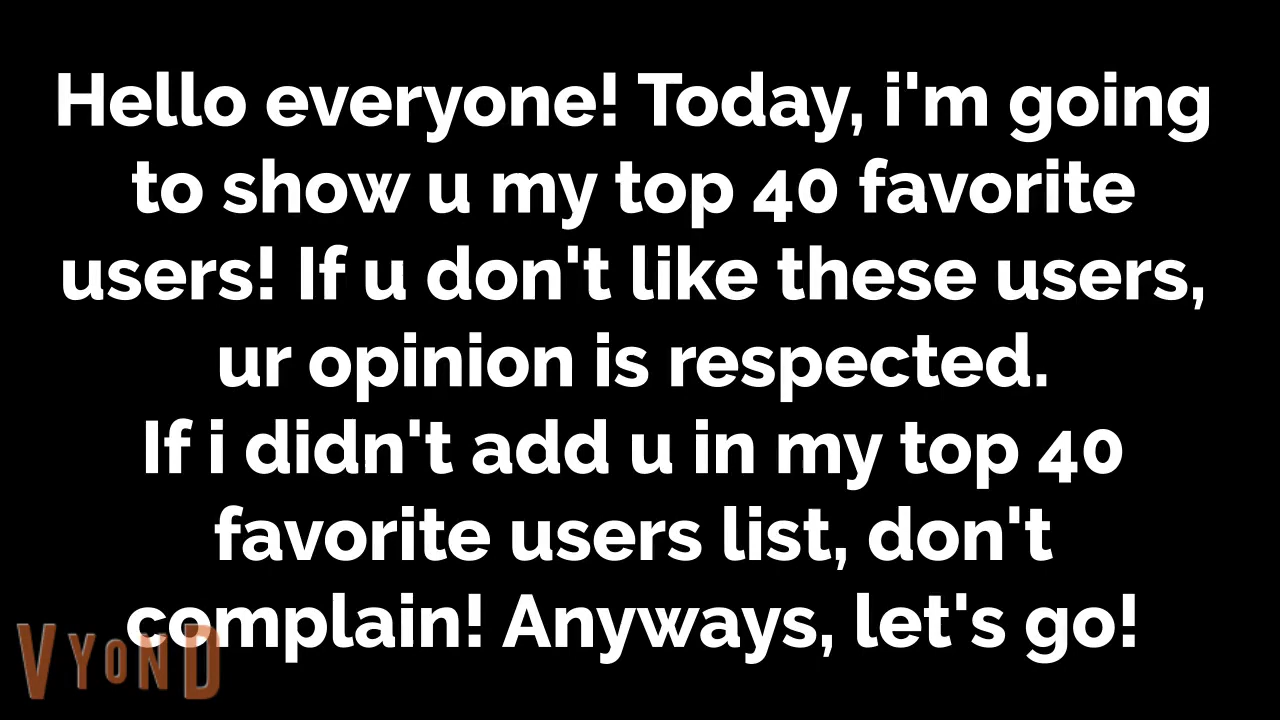 Hello everyone! Today, i'm going
to show u my top 40 favorite
users! If u don't like these users,
ur opinion is respected.
If i didn't add u in my top 40
favorite users list, don't
complain! Anyways, let's go!
VYOND